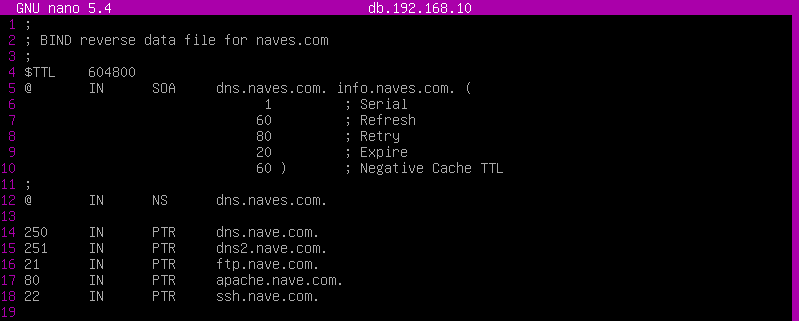 GNU nano 5.4 db.192.168.10
1 ;
2 ; BIND reverse data file for naves.com
3 ;
4 $TTL 604800
5 @ IN SOA dns.naves.com. info.naves.com. (
6 1 ; Serial
7 60 ; Refresh
8 80 ; Retry
9 20 ; Expire
10 60 ) ; Negative Cache TTL
11 ;
12 @ IN NS dns.naves.com.
13
14 250 IN PTR dns.nave.com.
15 251 IN PTR dns2.nave.com.
16 21 IN PTR ftp.nave.com.
17 80 IN PTR apache.nave.com.
18 22 IN PTR ssh.nave.com.
19